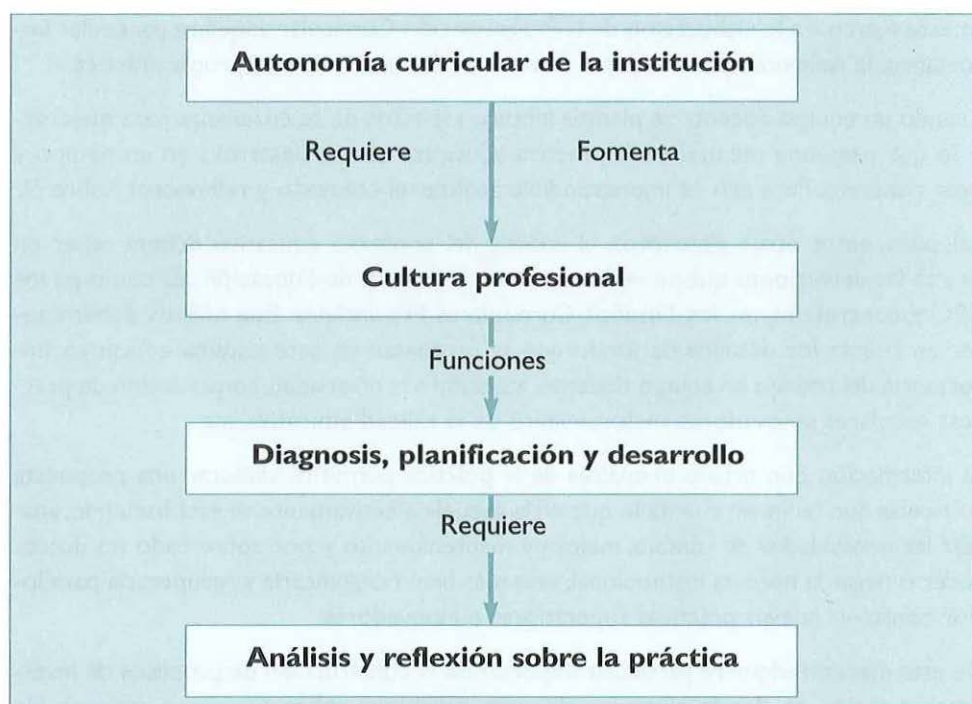 Autonomía curricular de la institución
Requiere Fomenta
Cultura profesional
Funciones
Diagnosis, planificación y desarrollo
Requiere
Análisis y reflexión sobre la práctica